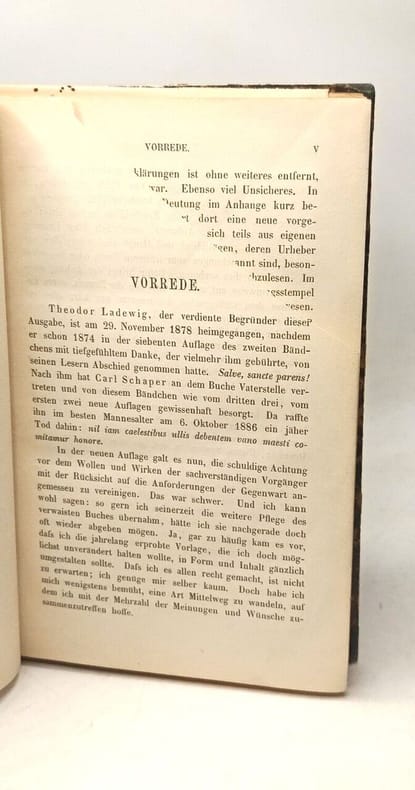 VORREDE. V
klärungen ist ohne weiteres entfernt,
war. Ebenso viel Unsicheres. In
Deutung im Anhange kurz be-
dort eine neue vorge-
sich teils aus eigenen
deren Urheber
sind, beson-
VORREDE.
Theodor Ladewig, der verdiente Begründer dieser
Ausgabe, ist am 29. November 1878 heimgegangen, nachdem
er schon 1874 in der siebenten Auflage des zweiten Bänd-
chens mit tiefgefühltem Danke, der vielmehr ihm gebührte, von
seinen Lesern Abschied genommen hatte. Salve, sancte parens!
Nach ihm hat Carl Schaper an dem Buche Vaterstelle ver-
treten und von diesem Bändchen wie vom dritten drei, vom
ersten zwei neue Auflagen gewissenhaft besorgt. Da raffte
ihn im besten Mannesalter am 6. Oktober 1886 ein jäher
Tod dahin: nil iam caelestibus ullis debentem vano maesti co-
mitamur honore.
In der neuen Auflage galt es nun, die schuldige Achtung
vor dem Wollen und Wirken der sachverständigen Vorgänger
mit der Rücksicht auf die Anforderungen der Gegenwart an-
gemessen zu vereinigen. Das war schwer. Und ich kann
wohl sagen: so gern ich seinerzeit die weitere Pflege des
verwaisten Buches übernahm, hätte ich sie nachgerade doch
oft wieder abgeben mögen. Ja, gar zu häufig kam es vor,
daſs ich die jahrelang erprobte Vorlage, die ich doch mög-
lichst unverändert halten wollte, in Form und Inhalt gänzlich
umgestalten sollte. Daſs ich es allen recht gemacht, ist nicht
zu erwarten; ich genüge mir selber kaum. Doch habe ich
mich wenigstens bemüht, eine Art Mittelweg zu wandeln, auf
dem ich mit der Mehrzahl der Meinungen und Wünsche zu-
sammenzutreffen hoffe.